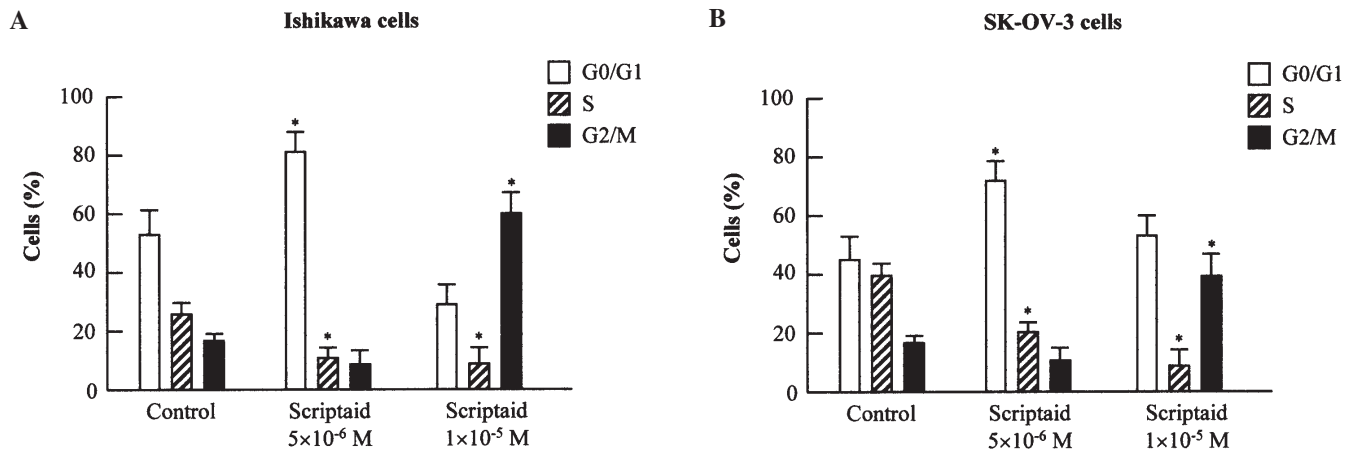 A
Ishikawa cells
G0/G1
S
G2/M
Cells (%)
100
80
60
40
20
0
*
*
*
*
Control
Scriptaid
5×10⁻⁶ M
Scriptaid
1×10⁻⁵ M
B
SK-OV-3 cells
G0/G1
S
G2/M
Cells (%)
100
80
60
40
20
0
*
*
*
*
Control
Scriptaid
5×10⁻⁶ M
Scriptaid
1×10⁻⁵ M